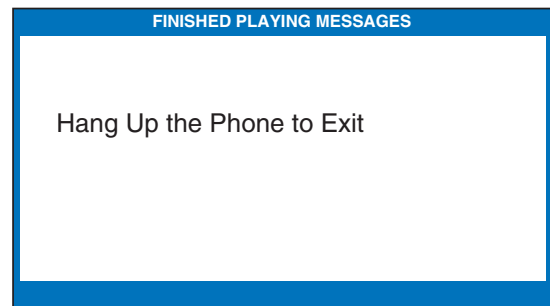 FINISHED PLAYING MESSAGES
Hang Up the Phone to Exit